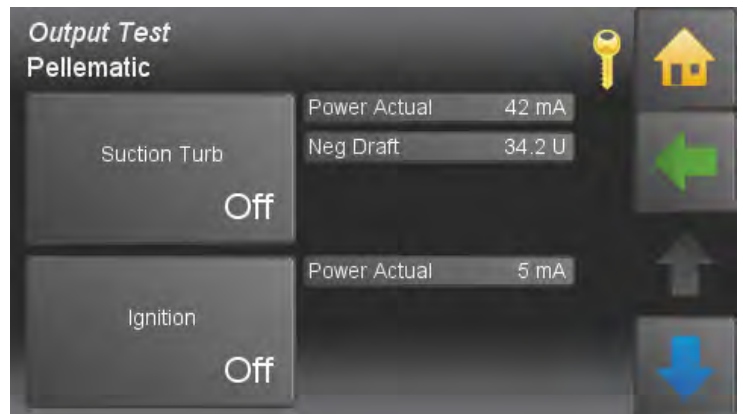 Output Test
Pellematic
Suction Turb
Off
Power Actual 42 mA
Neg Draft 34.2 U
Ignition
Off
Power Actual 5 mA